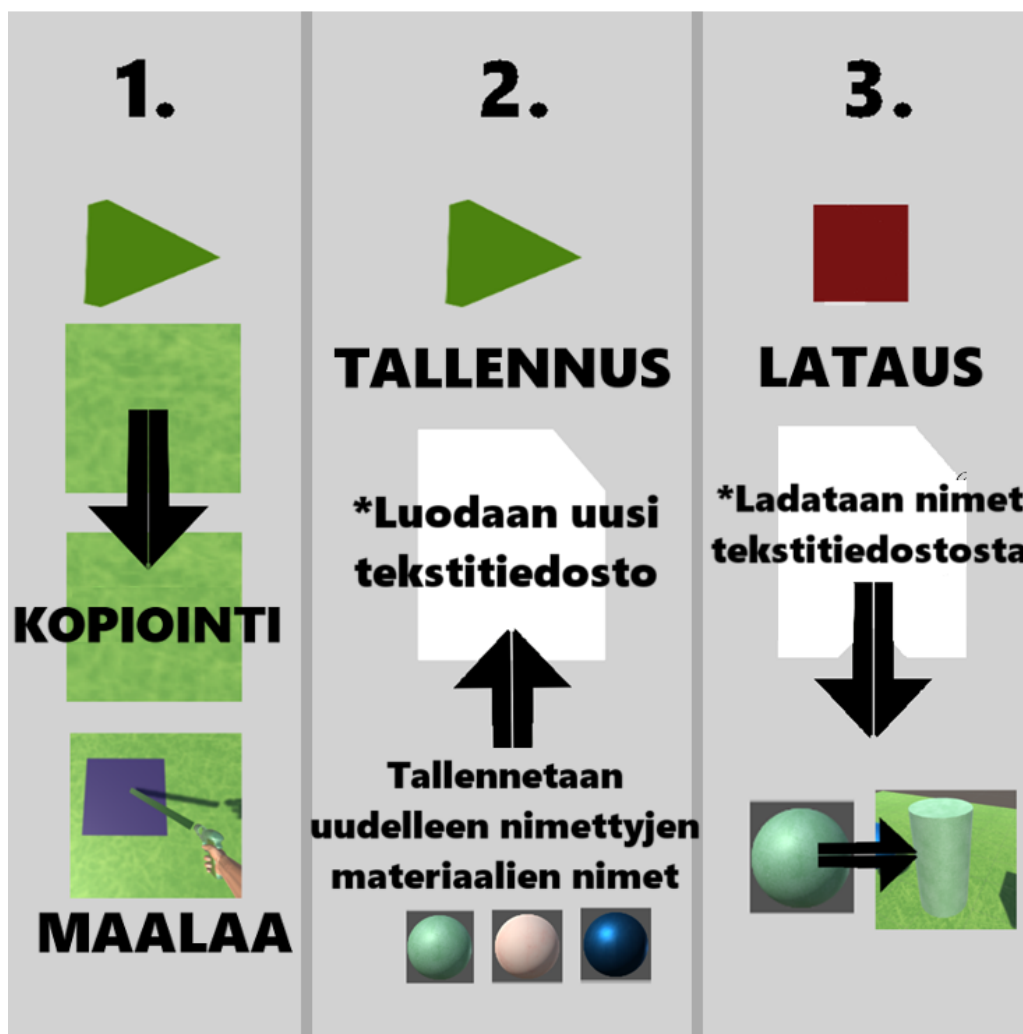 1.
KOPIOINTI
MAALAA
2.
TALLENNUS
*Luodaan uusi
tekstitiedosto
Tallennetaan
uudelleen nimettyjen
materiaalien nimet
3.
LATAUS
*Ladataan nimet
tekstitiedostosta